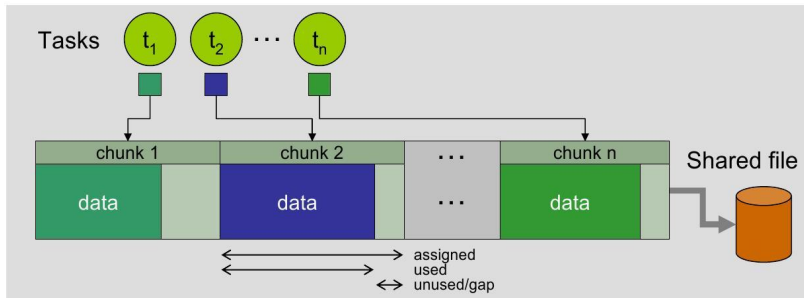 Tasks
t1 t2 ··· tn
chunk 1 chunk 2 ··· chunk n
Shared file
data data ··· data
assigned
used
unused/gap